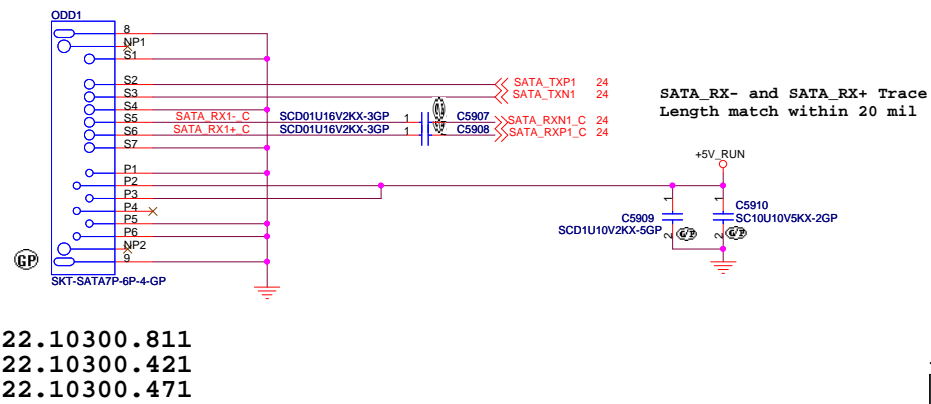 ODD1
8
NP1
S1
S2
SATA_TXP1 24
S3
SATA_TXN1 24
S4
S5 SATA_RX1-_C SCD01U16V2KX-3GP 1 C5907 SATA_RXN1_C 24
S6 SATA_RX1+_C SCD01U16V2KX-3GP 1 C5908 SATA_RXP1_C 24
S7
SATA_RX- and SATA_RX+ Trace
Length match within 20 mil
+5V_RUN
P1
P2
P3
P4
P5
P6
NP2
9
1
1
C5909
SCD1U10V2KX-5GP
2
GP
C5910
SC10U10V5KX-2GP
2
GP
GP
SKT-SATA7P-6P-4-GP
22.10300.811
22.10300.421
22.10300.471